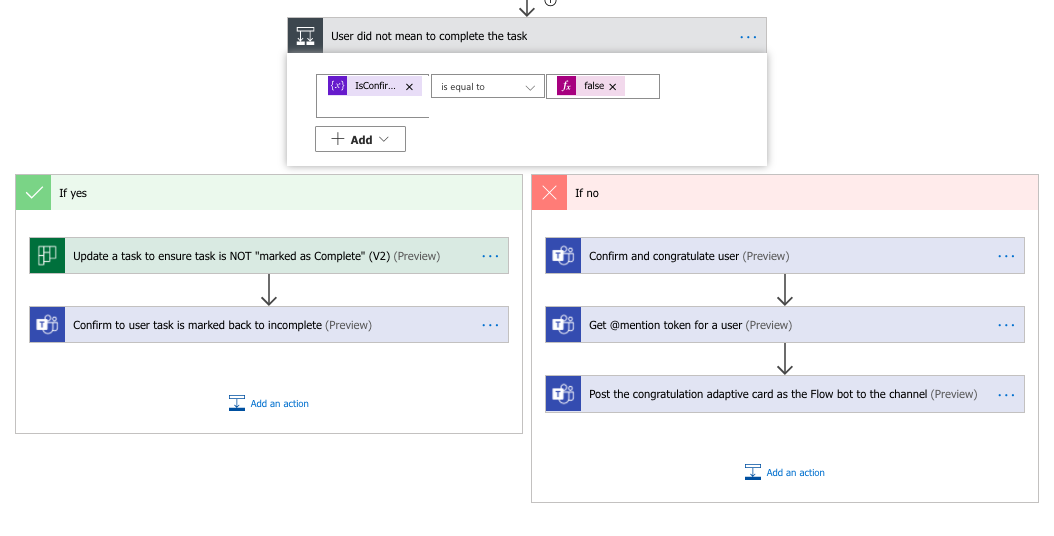 User did not mean to complete the task
...
{x} IsConfir... × is equal to fx false ×
+ Add
If yes
Update a task to ensure task is NOT "marked as Complete" (V2) (Preview) ...
T Confirm to user task is marked back to incomplete (Preview) ...
Add an action
If no
T Confirm and congratulate user (Preview) ...
T Get @mention token for a user (Preview) ...
T Post the congratulation adaptive card as the Flow bot to the channel (Preview) ...
Add an action